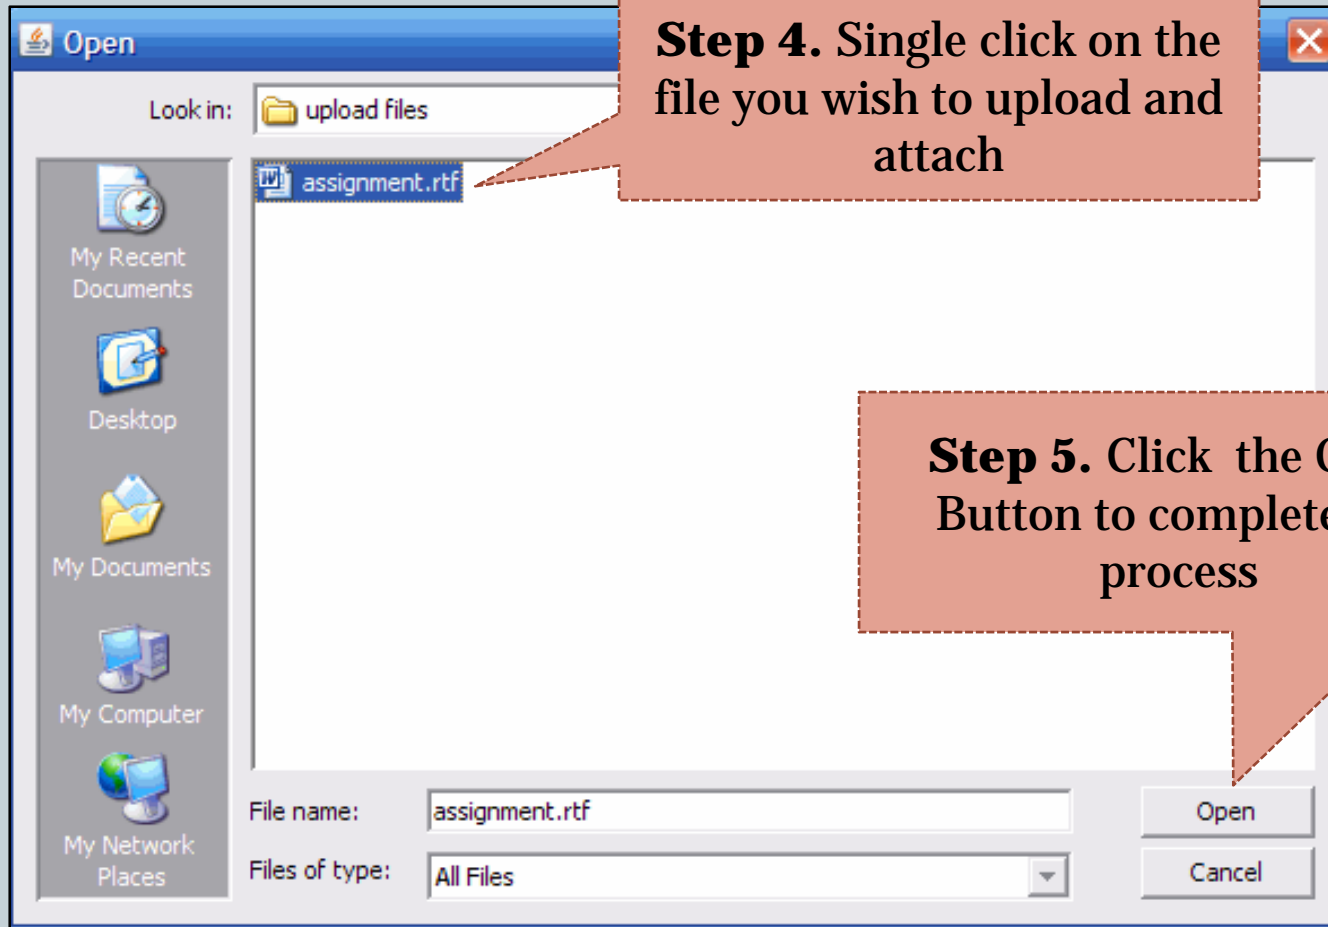 Open
Step 4. Single click on the
file you wish to upload and
attach
Look in:
upload files
assignment.rtf
My Recent
Documents
Desktop
My Documents
My Computer
My Network
Places
Step 5. Click the
Button to complete
process
File name:
assignment.rtf
Open
Files of type:
All Files
Cancel